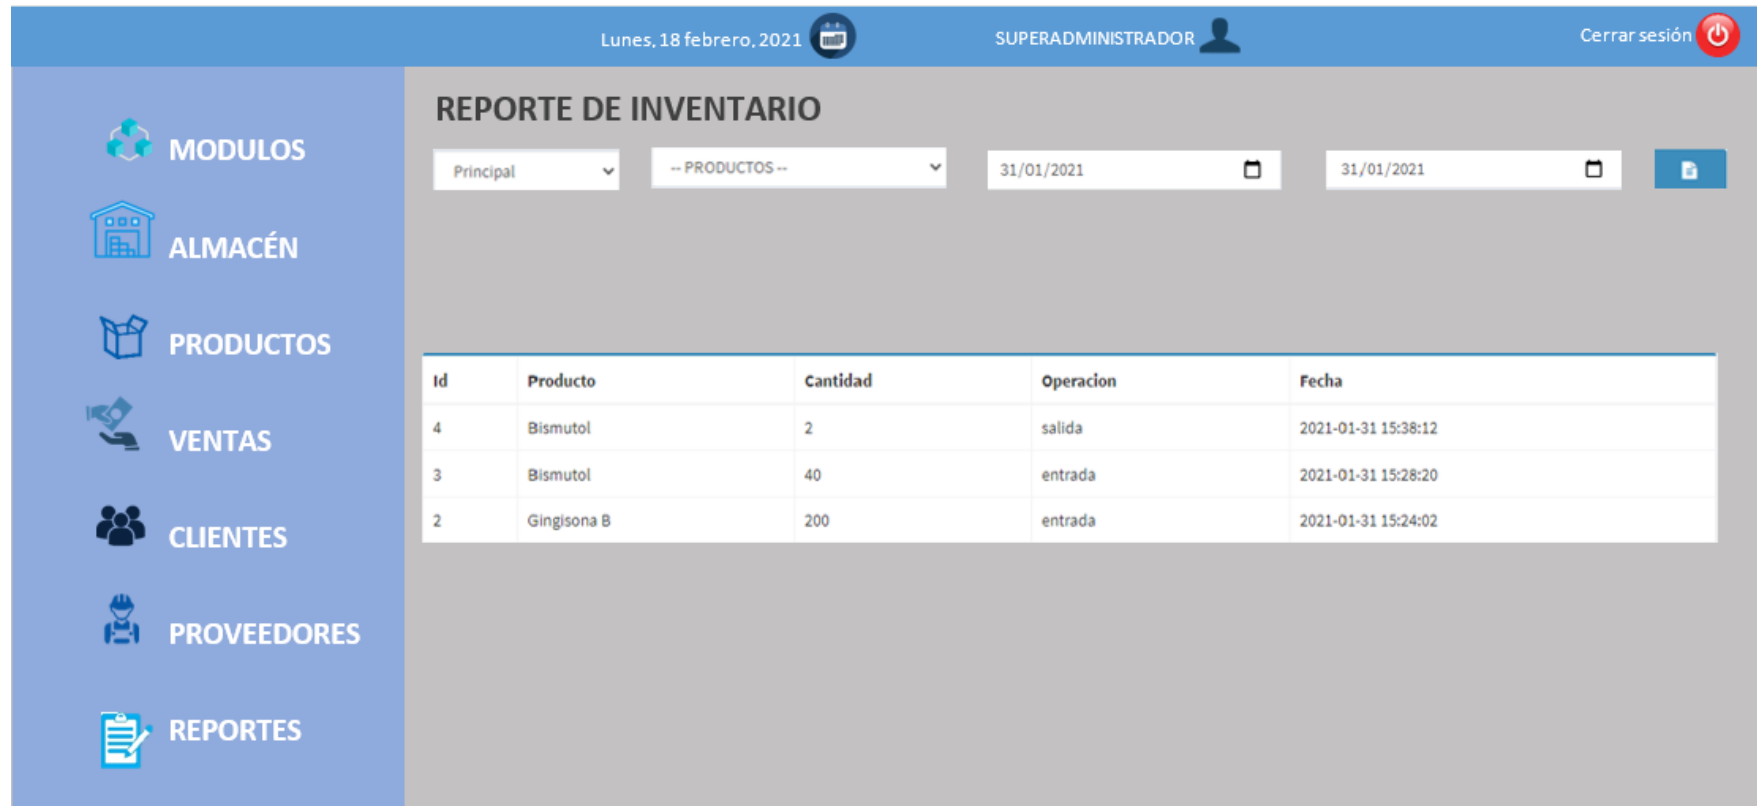 Lunes, 18 febrero, 2021
SUPERADMINISTRADOR
Cerrar sesión
MODULOS
ALMACÉN
PRODUCTOS
VENTAS
CLIENTES
PROVEEDORES
REPORTES
REPORTE DE INVENTARIO
Principal -- PRODUCTOS -- 31/01/2021 31/01/2021
Id Producto Cantidad Operacion Fecha
4 Bismutol 2 salida 2021-01-31 15:38:12
3 Bismutol 40 entrada 2021-01-31 15:28:20
2 Gingisona B 200 entrada 2021-01-31 15:24:02